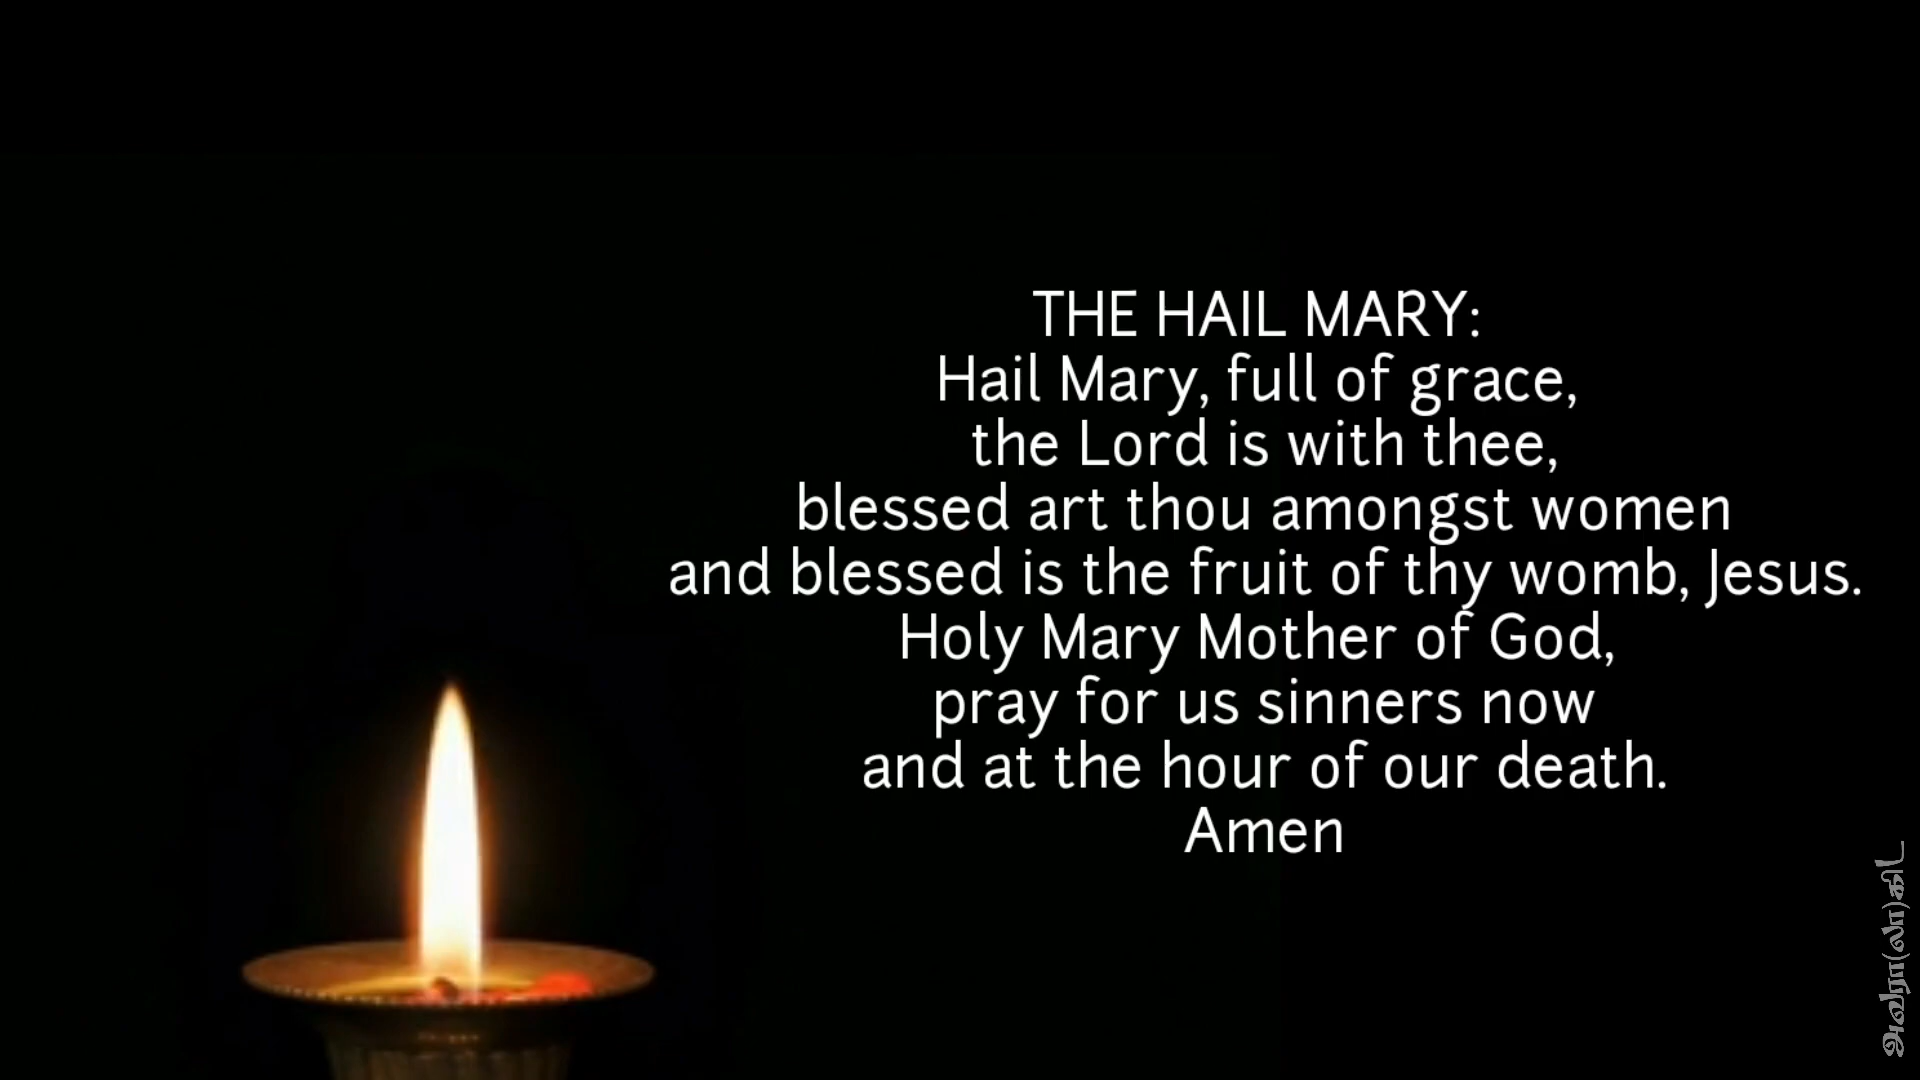 THE HAIL MARY:
Hail Mary, full of grace,
the Lord is with thee,
blessed art thou amongst women
and blessed is the fruit of thy womb, Jesus.
Holy Mary Mother of God,
pray for us sinners now
and at the hour of our death.
Amen
அவரா(லா)கிட